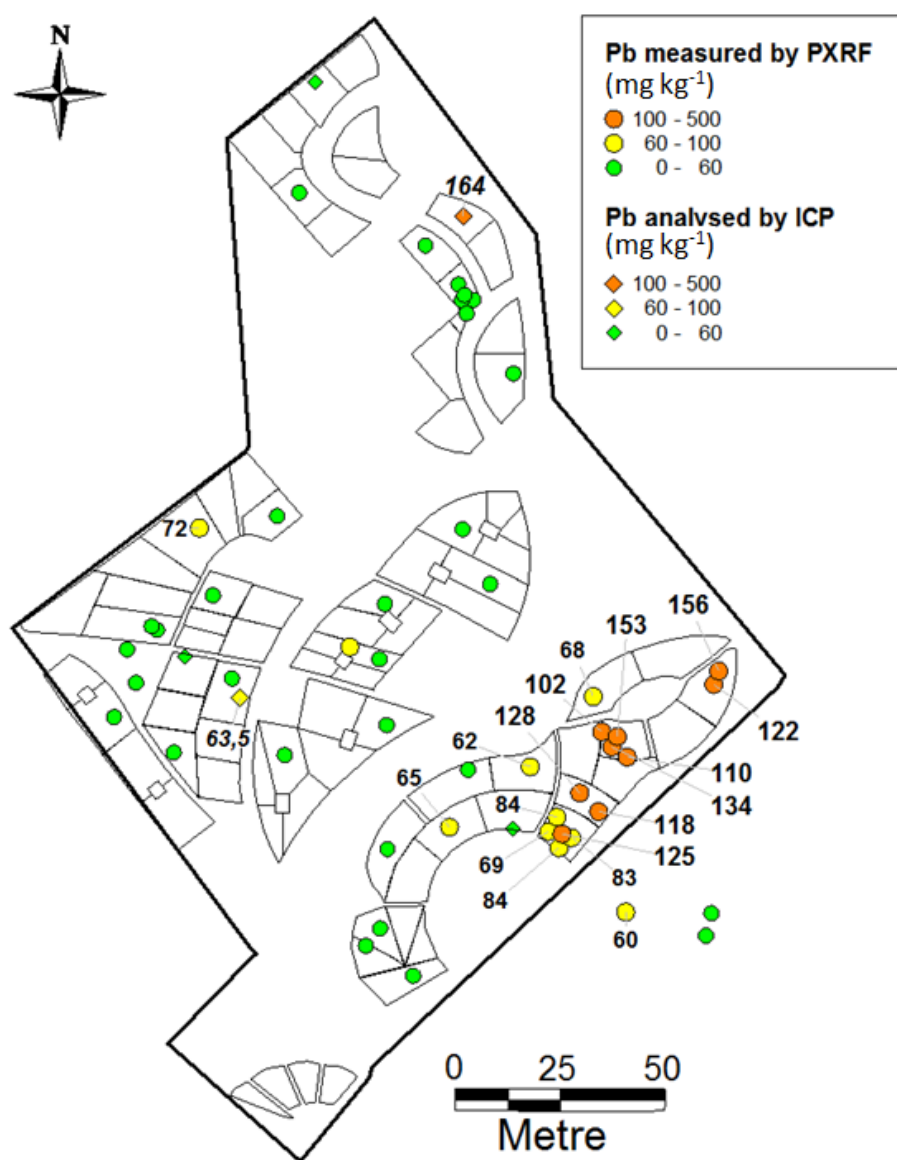 N
Pb measured by PXRF
(mg kg⁻¹)
100 - 500
60 - 100
0 - 60
Pb analvsed by ICP
(mg kg⁻¹)
100 - 500
60 - 100
0 - 60
164
72
63,5
156
153
68
102
128
62
122
65
110
84
134
118
69
125
84
83
60
0 25 50
Metre